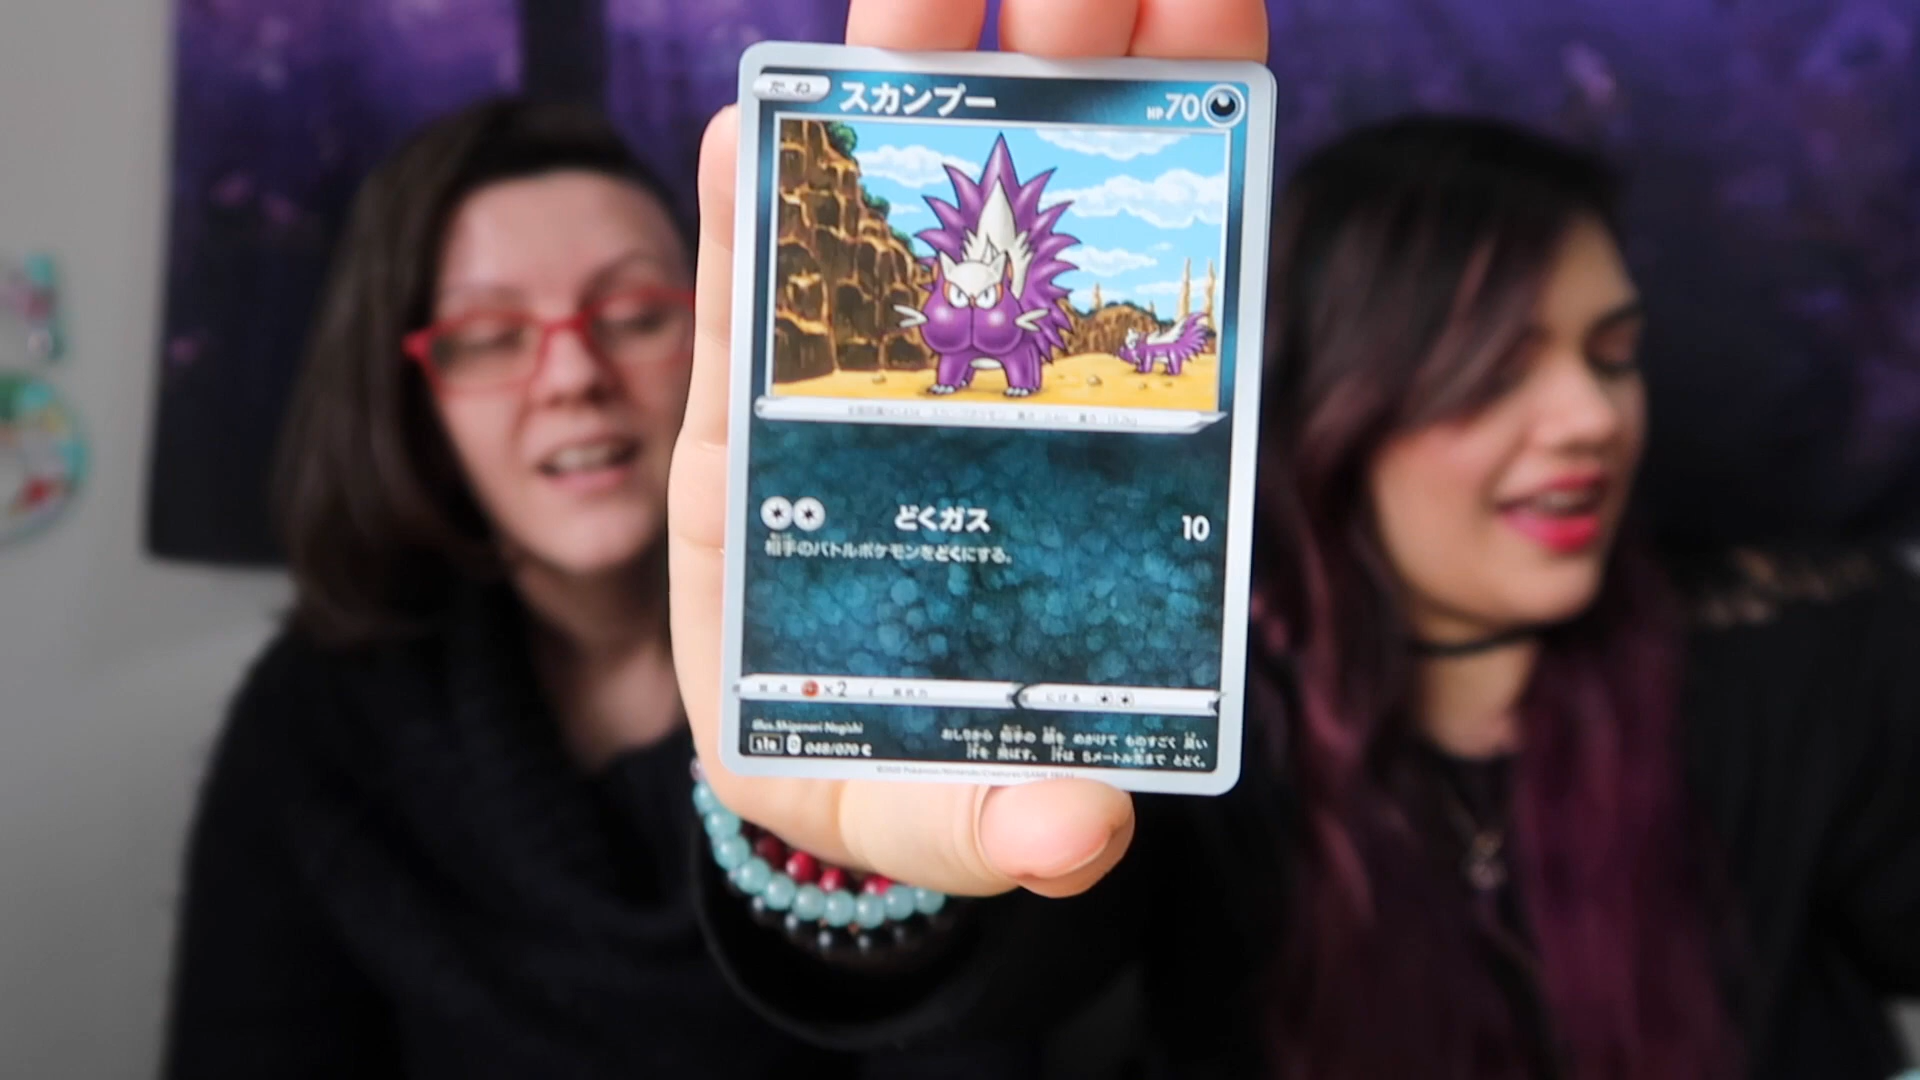 たね スカンプー HP70
どくガス 10
相手のバトルポケモンをどくにする。
×2
にげる
illus. Shigenori Negishi
おしりから 相手の 顔を めがけて ものすごく 臭い
s1a 048/070 C
汁を 飛ばす。 汁は 5メートル先まで とどく。